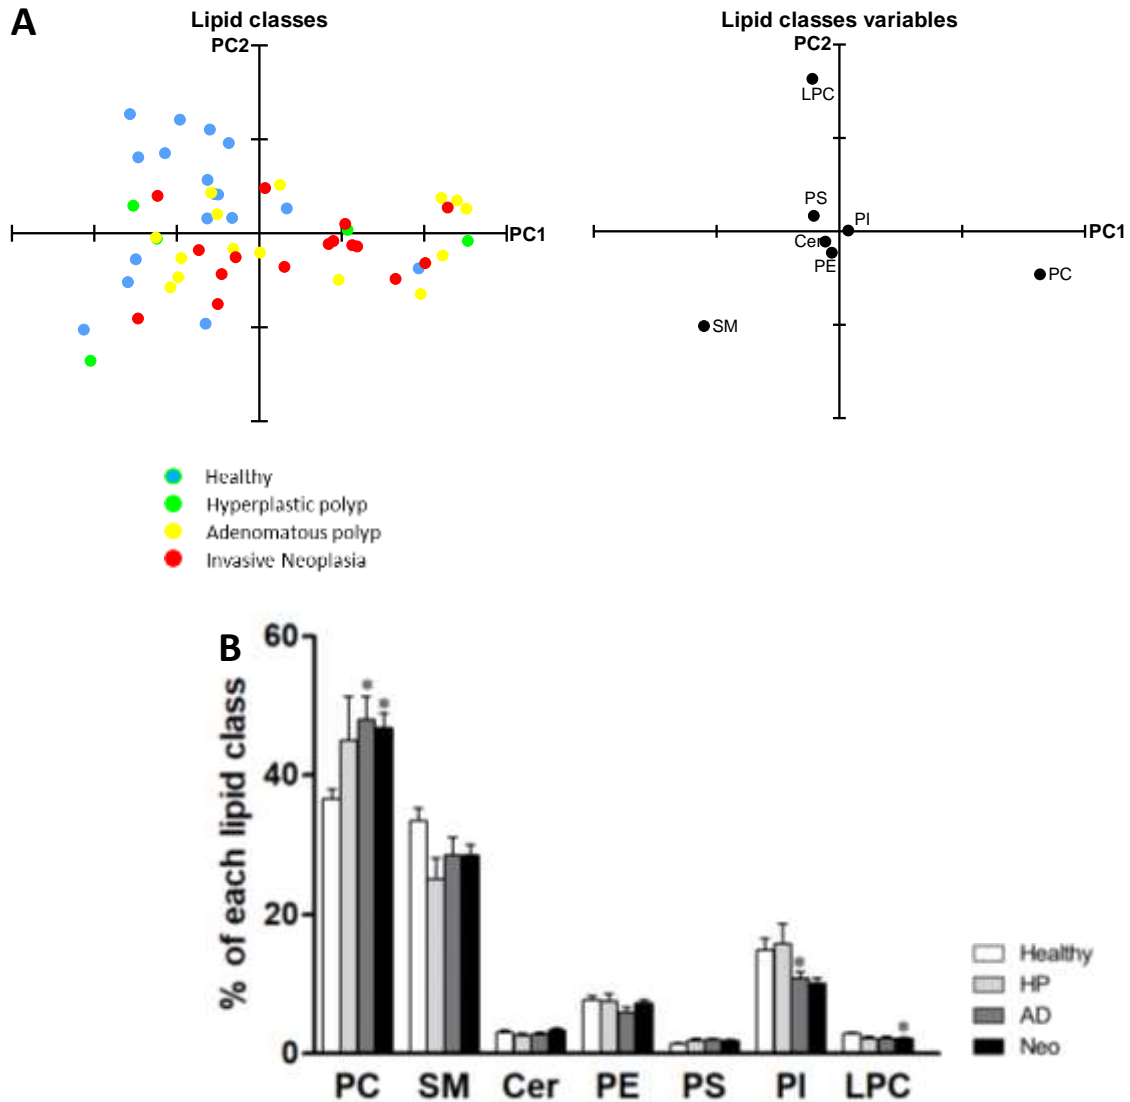 A
Lipid classes
PC2
PC1
Lipid classes variables
PC2
LPC
PS
PI
Cer
PE
PC1
PC
SM
Healthy
Hyperplastic polyp
Adenomatous polyp
Invasive Neoplasia
B
% of each lipid class
60
40
20
0
* * * *
PC SM Cer PE PS PI LPC
Healthy
HP
AD
Neo